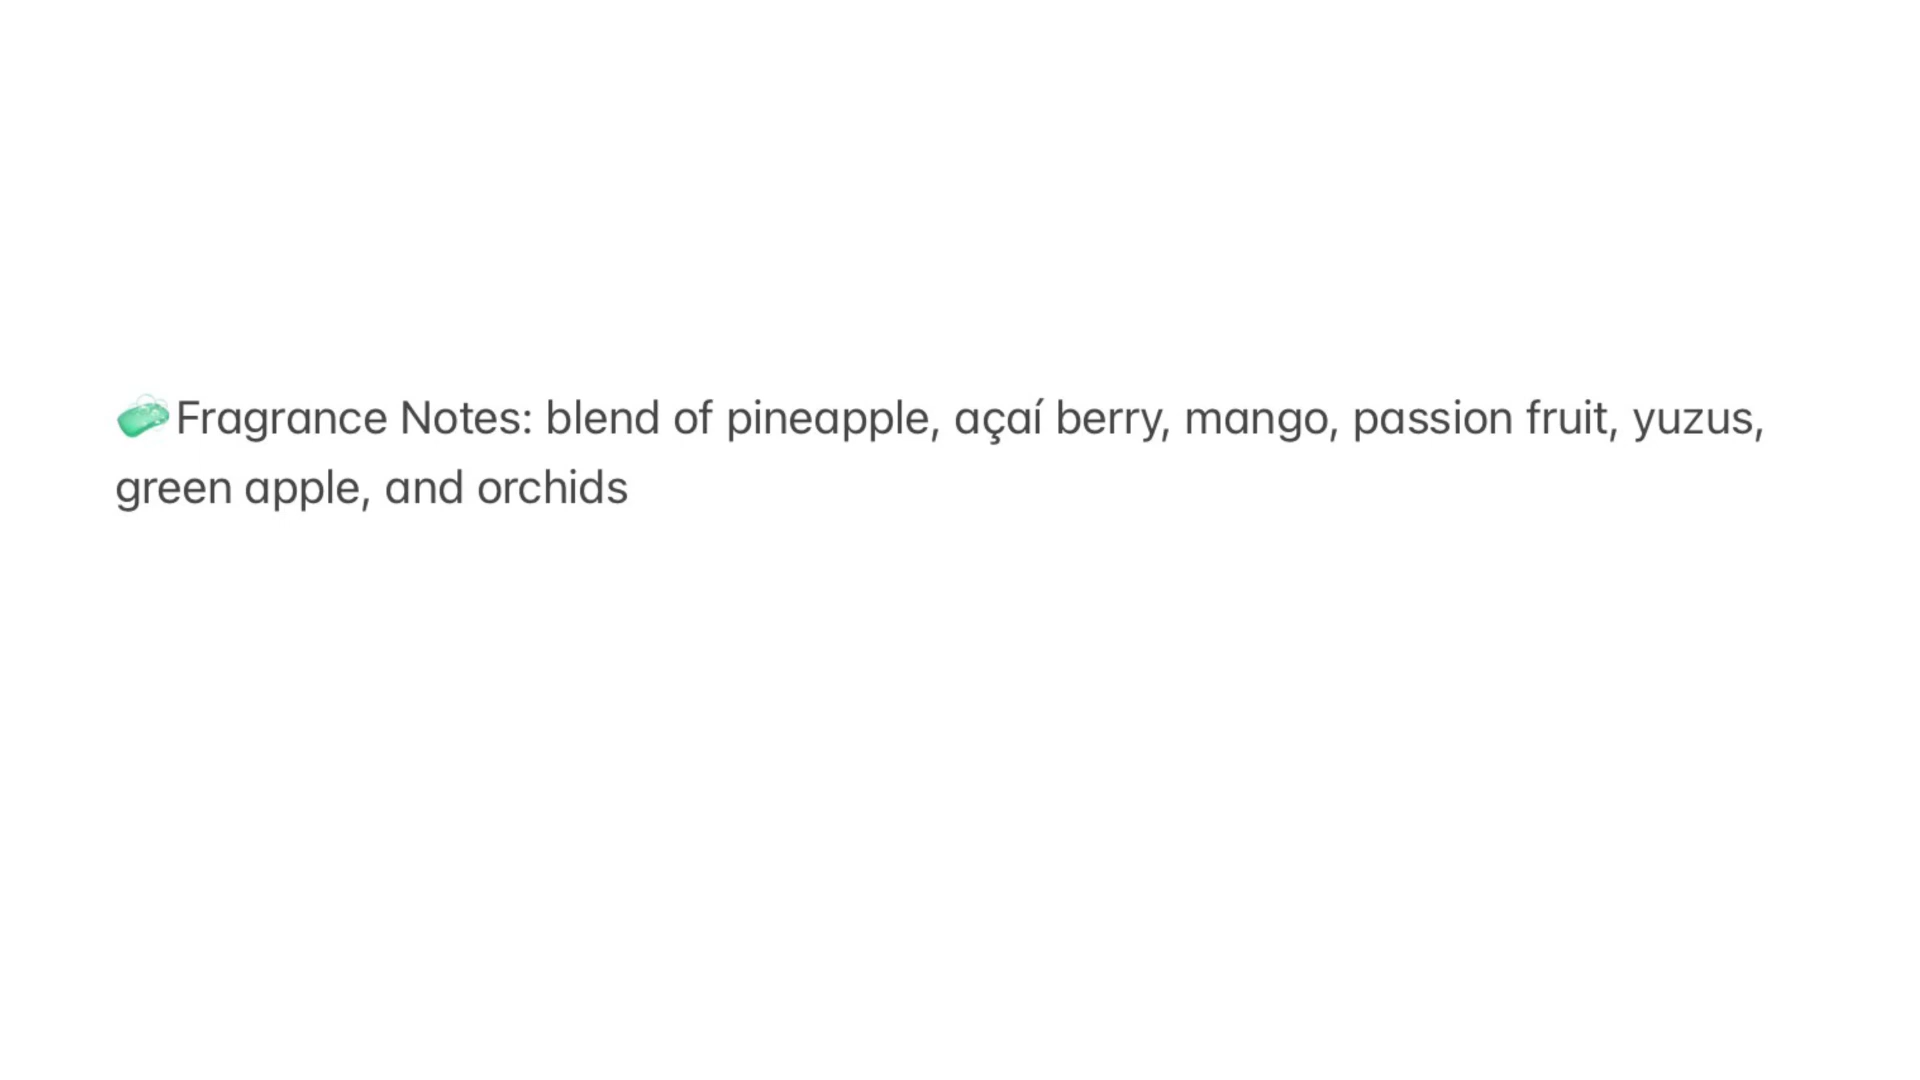 🧼Fragrance Notes: blend of pineapple, açaí berry, mango, passion fruit, yuzus,
green apple, and orchids